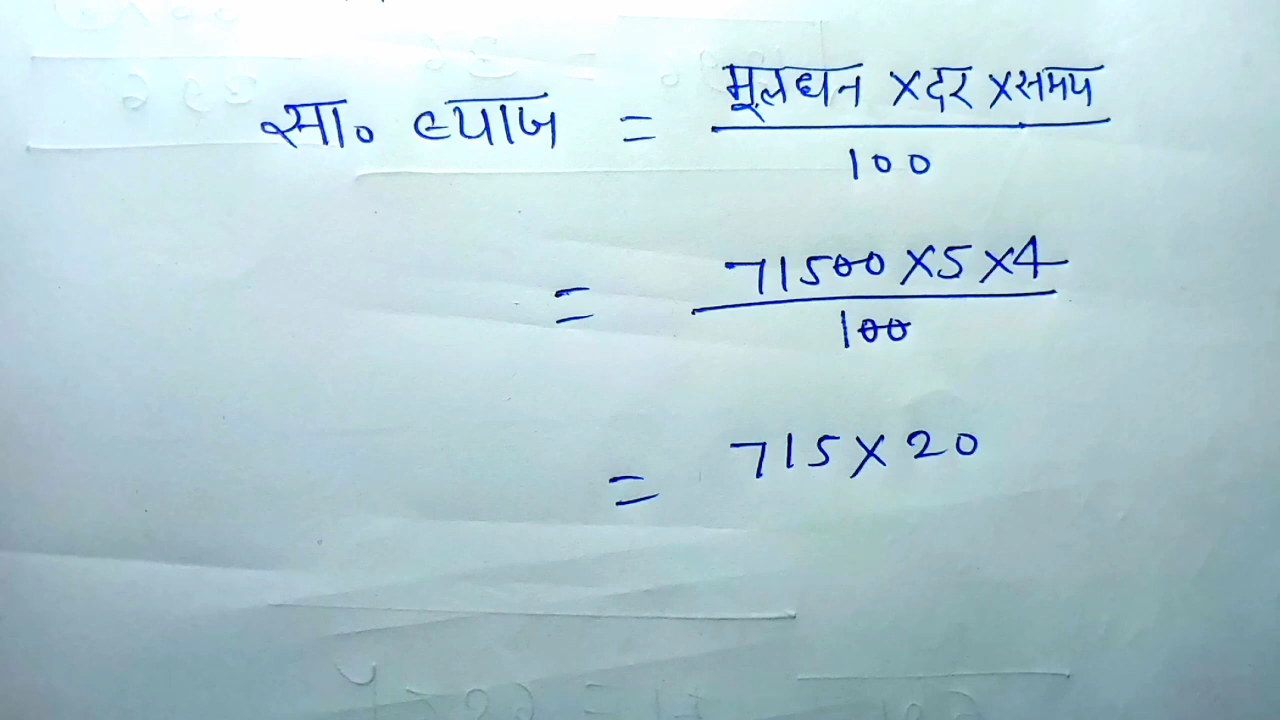 सा० ब्याज = मूलधन × दर × समय
100
= 71500 × 5 × 4
100
= 715 × 20